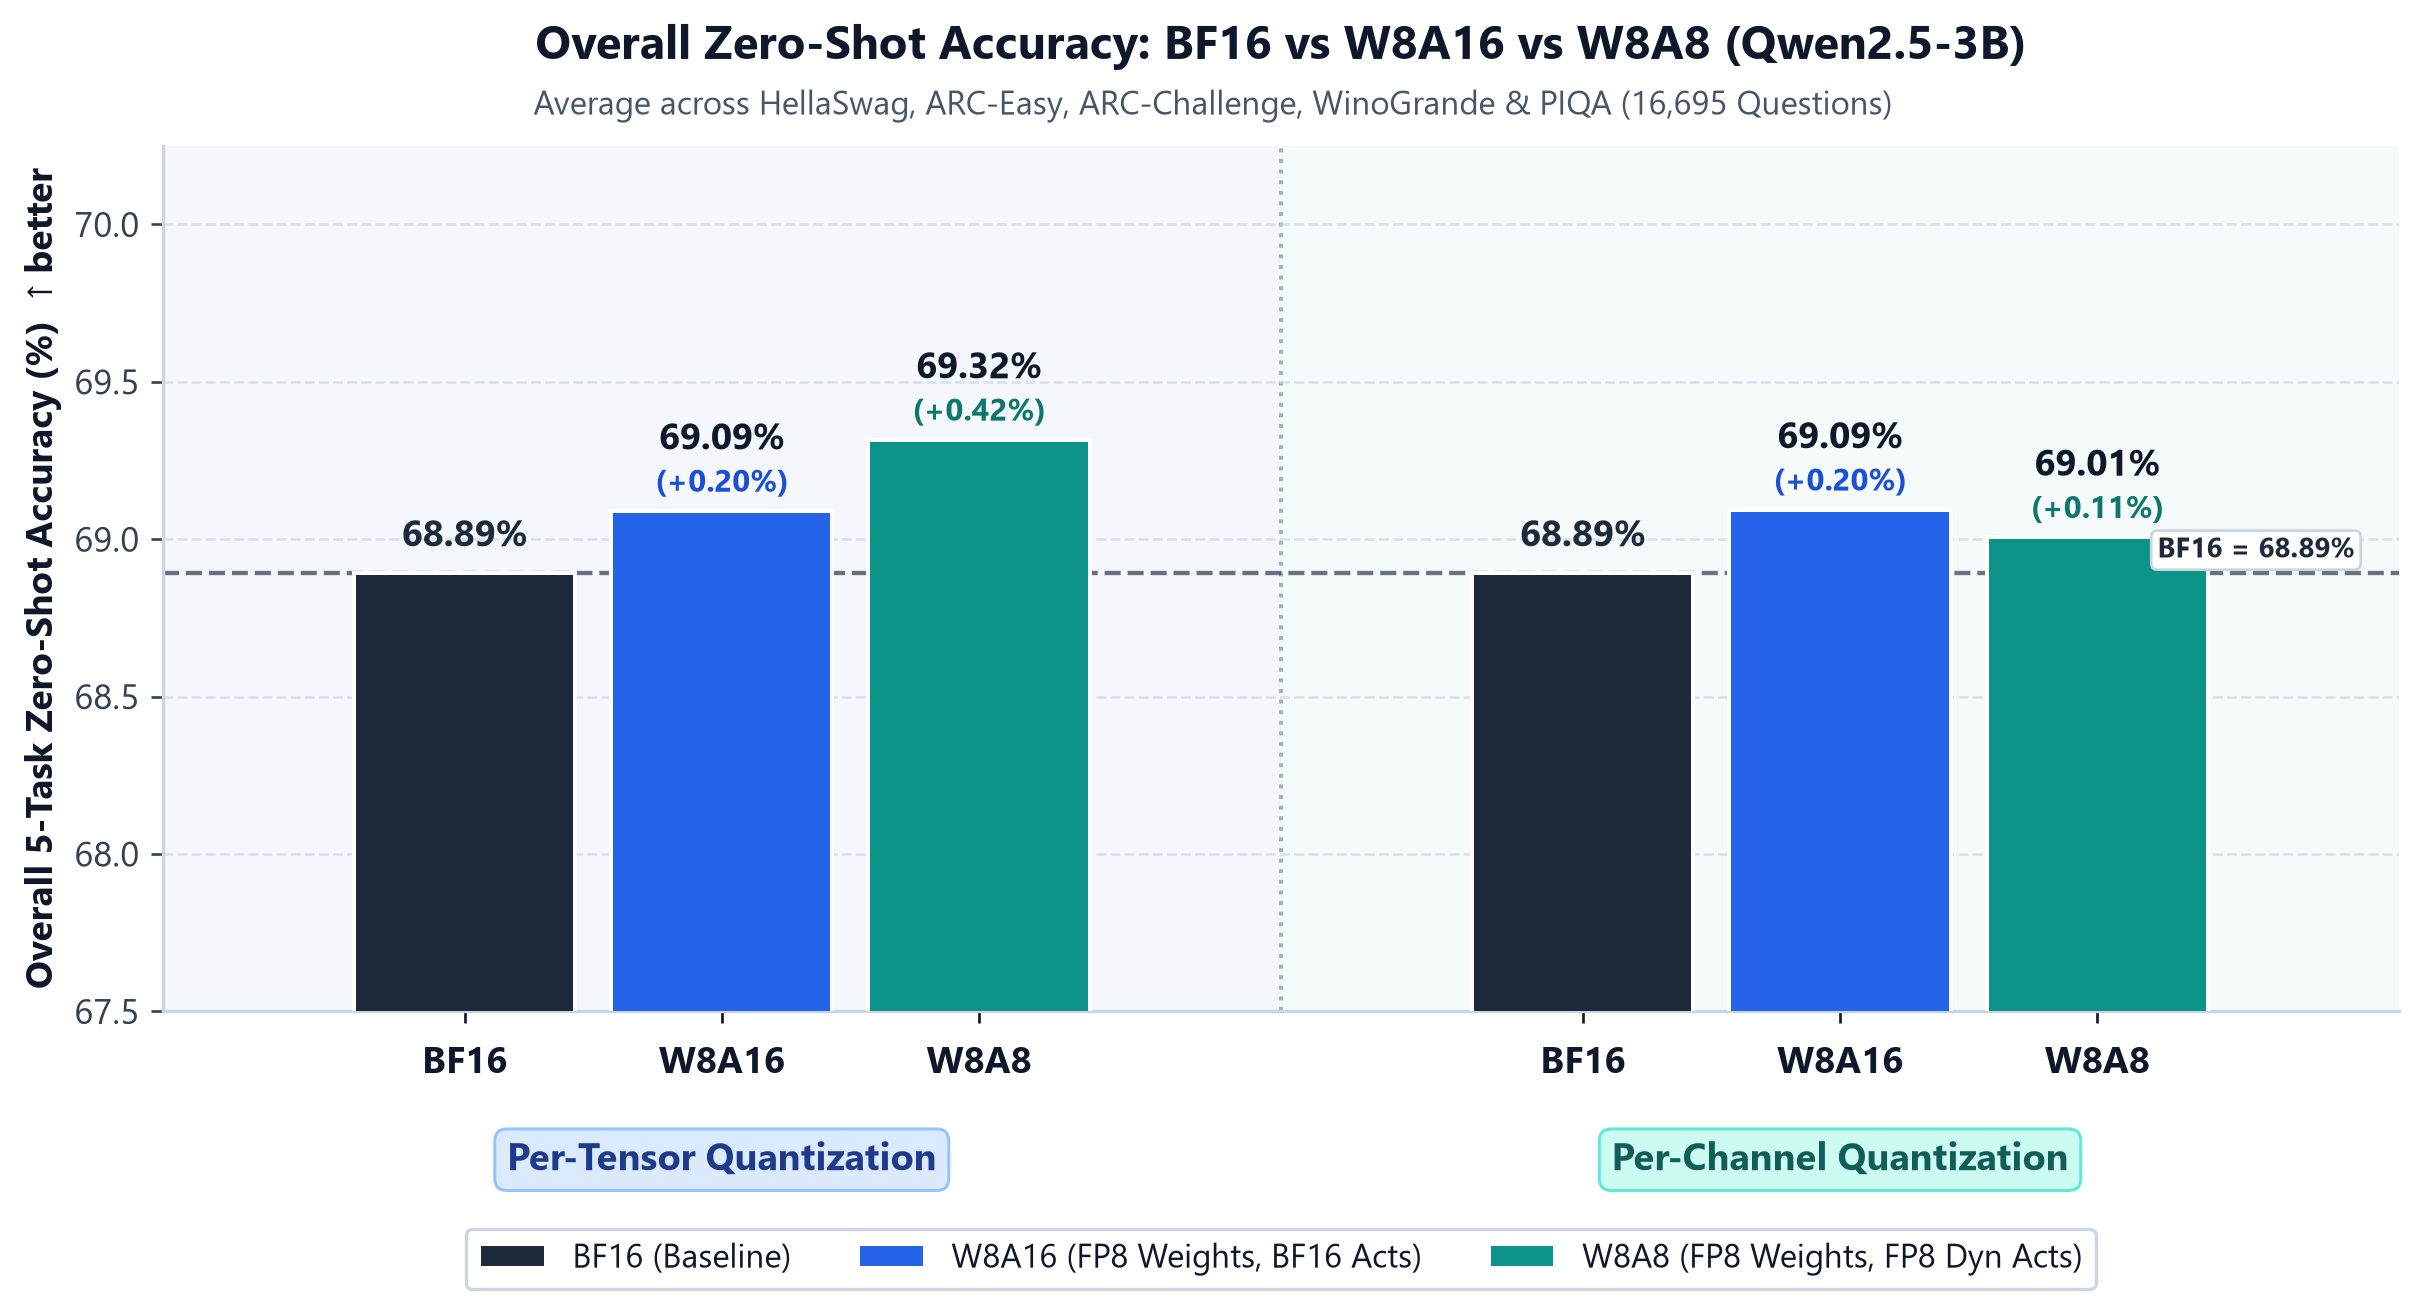 Overall Zero-Shot Accuracy: BF16 vs W8A16 vs W8A8 (Qwen2.5-3B)
Average across HellaSwag, ARC-Easy, ARC-Challenge, WinoGrande & PIQA (16,695 Questions)
Overall 5-Task Zero-Shot Accuracy (%) ↑ better
70.0
69.5
69.0
68.5
68.0
67.5
68.89%
69.09%
(+0.20%)
69.32%
(+0.42%)
68.89%
69.09%
(+0.20%)
69.01%
(+0.11%)
BF16 = 68.89%
BF16 W8A16 W8A8 BF16 W8A16 W8A8
Per-Tensor Quantization Per-Channel Quantization
BF16 (Baseline) W8A16 (FP8 Weights, BF16 Acts) W8A8 (FP8 Weights, FP8 Dyn Acts)